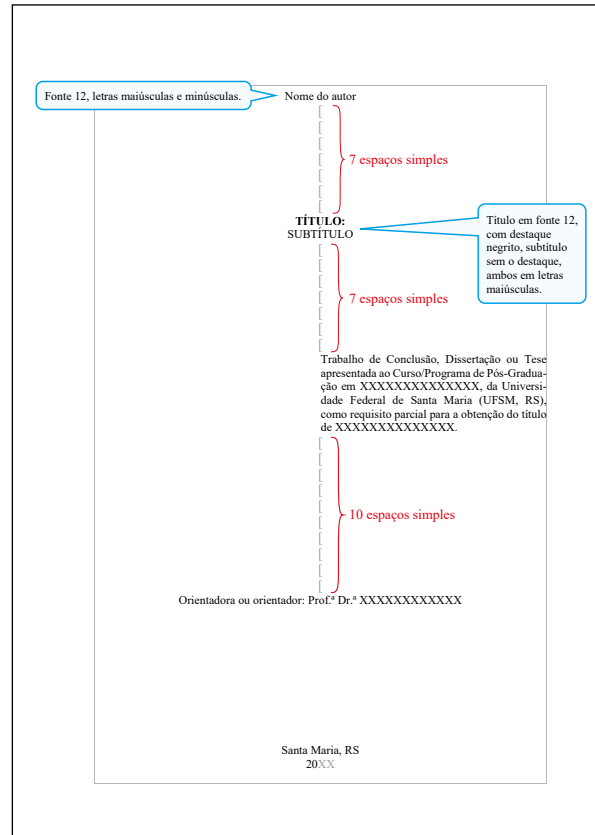 Fonte 12, letras maiúsculas e minúsculas.
Nome do autor
7 espaços simples
TÍTULO:
SUBTÍTULO
Título em fonte 12,
com destaque
negrito, subtítulo
sem o destaque,
ambos em letras
maiúsculas.
7 espaços simples
Trabalho de Conclusão, Dissertação ou Tese
apresentada ao Curso/Programa de Pós-Gradua-
ção em XXXXXXXXXXXXXX, da Universi-
dade Federal de Santa Maria (UFSM, RS),
como requisito parcial para a obtenção do título
de XXXXXXXXXXXXXX.
10 espaços simples
Orientadora ou orientador: Prof.ª Dr.ª XXXXXXXXXXXX
Santa Maria, RS
20XX